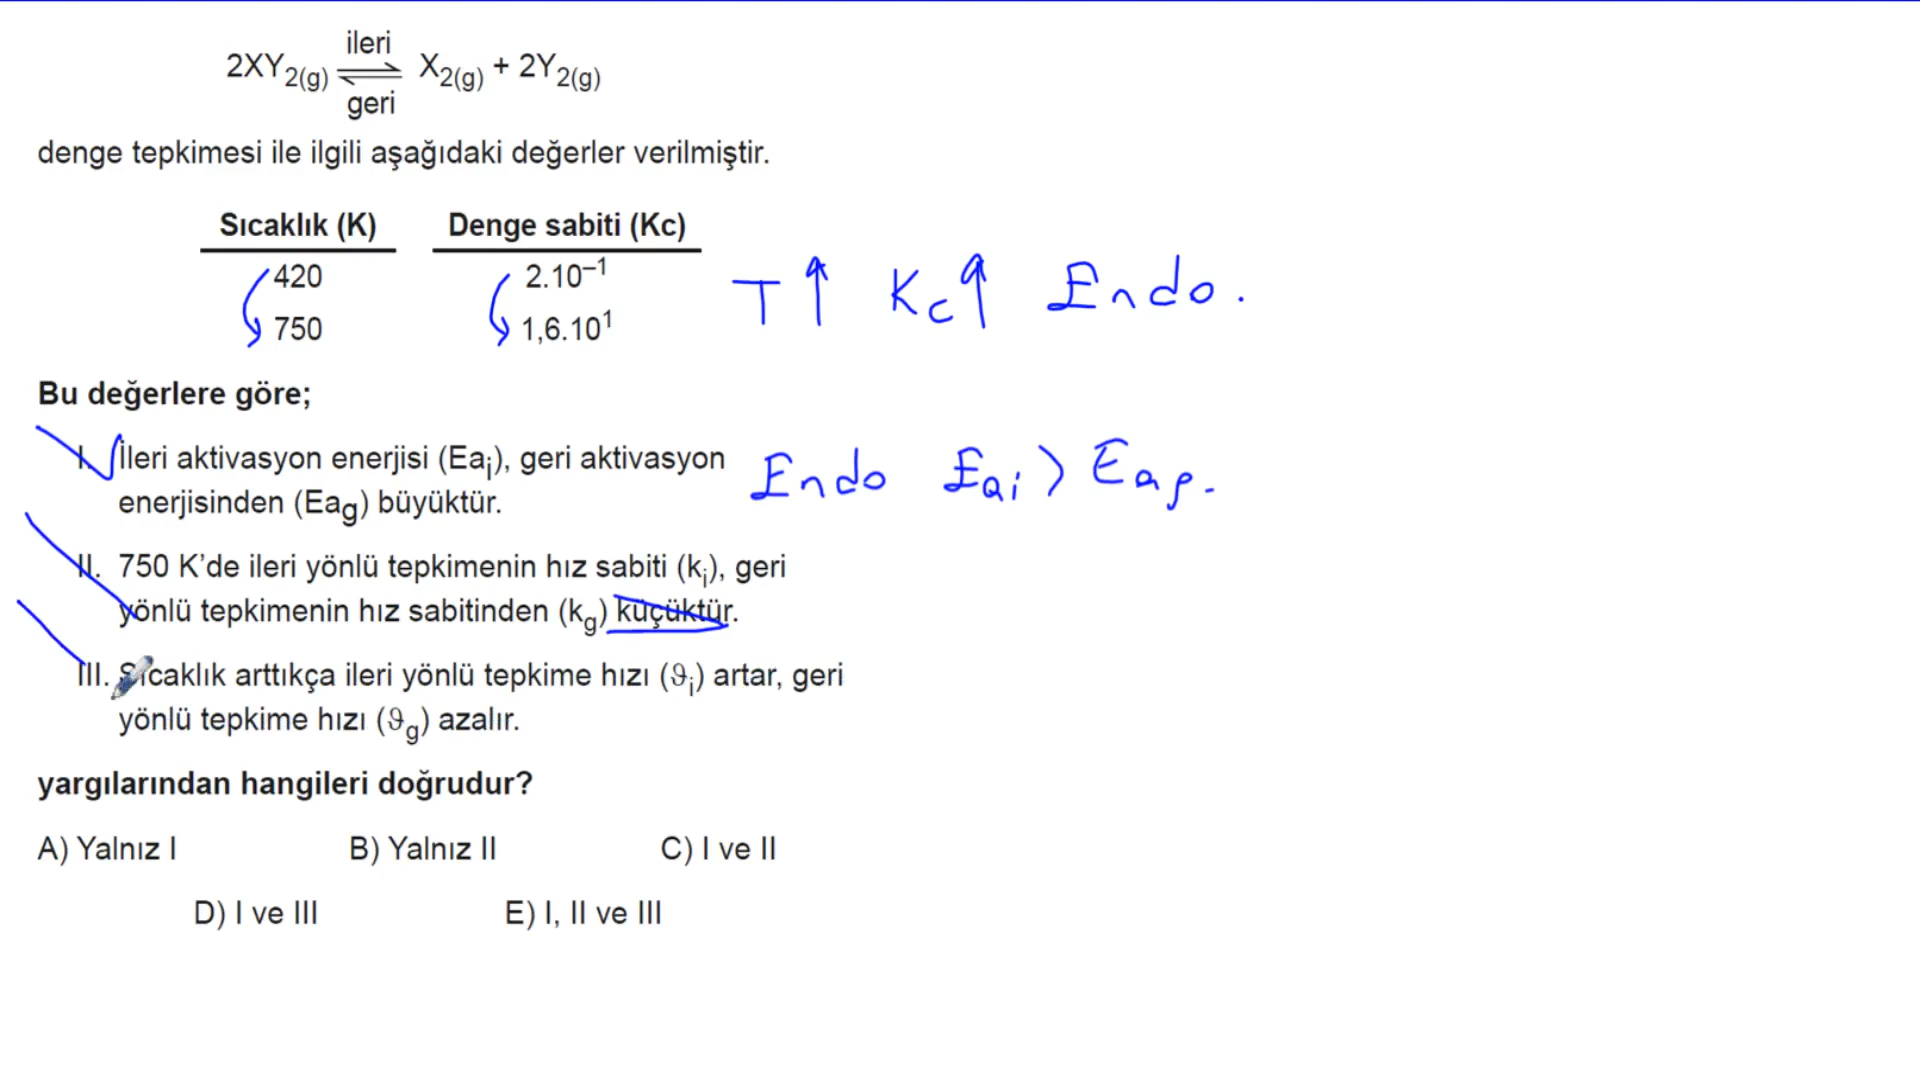 ileri
2XY2(g) ⇌ X2(g) + 2Y2(g)
geri
denge tepkimesi ile ilgili aşağıdaki değerler verilmiştir.
Sıcaklık (K) Denge sabiti (Kc)
420 2.10⁻¹
750 1,6.10¹
T↑ Kc↑ Endo.
Bu değerlere göre;
I. İleri aktivasyon enerjisi (Eaᵢ), geri aktivasyon
enerjisinden (Eag) büyüktür.
Endo Eai > Eag.
II. 750 K’de ileri yönlü tepkimenin hız sabiti (kᵢ), geri
yönlü tepkimenin hız sabitinden (kg) küçüktür.
III. Sıcaklık arttıkça ileri yönlü tepkime hızı (ϑᵢ) artar, geri
yönlü tepkime hızı (ϑg) azalır.
yargılarından hangileri doğrudur?
A) Yalnız I B) Yalnız II C) I ve II
D) I ve III E) I, II ve III